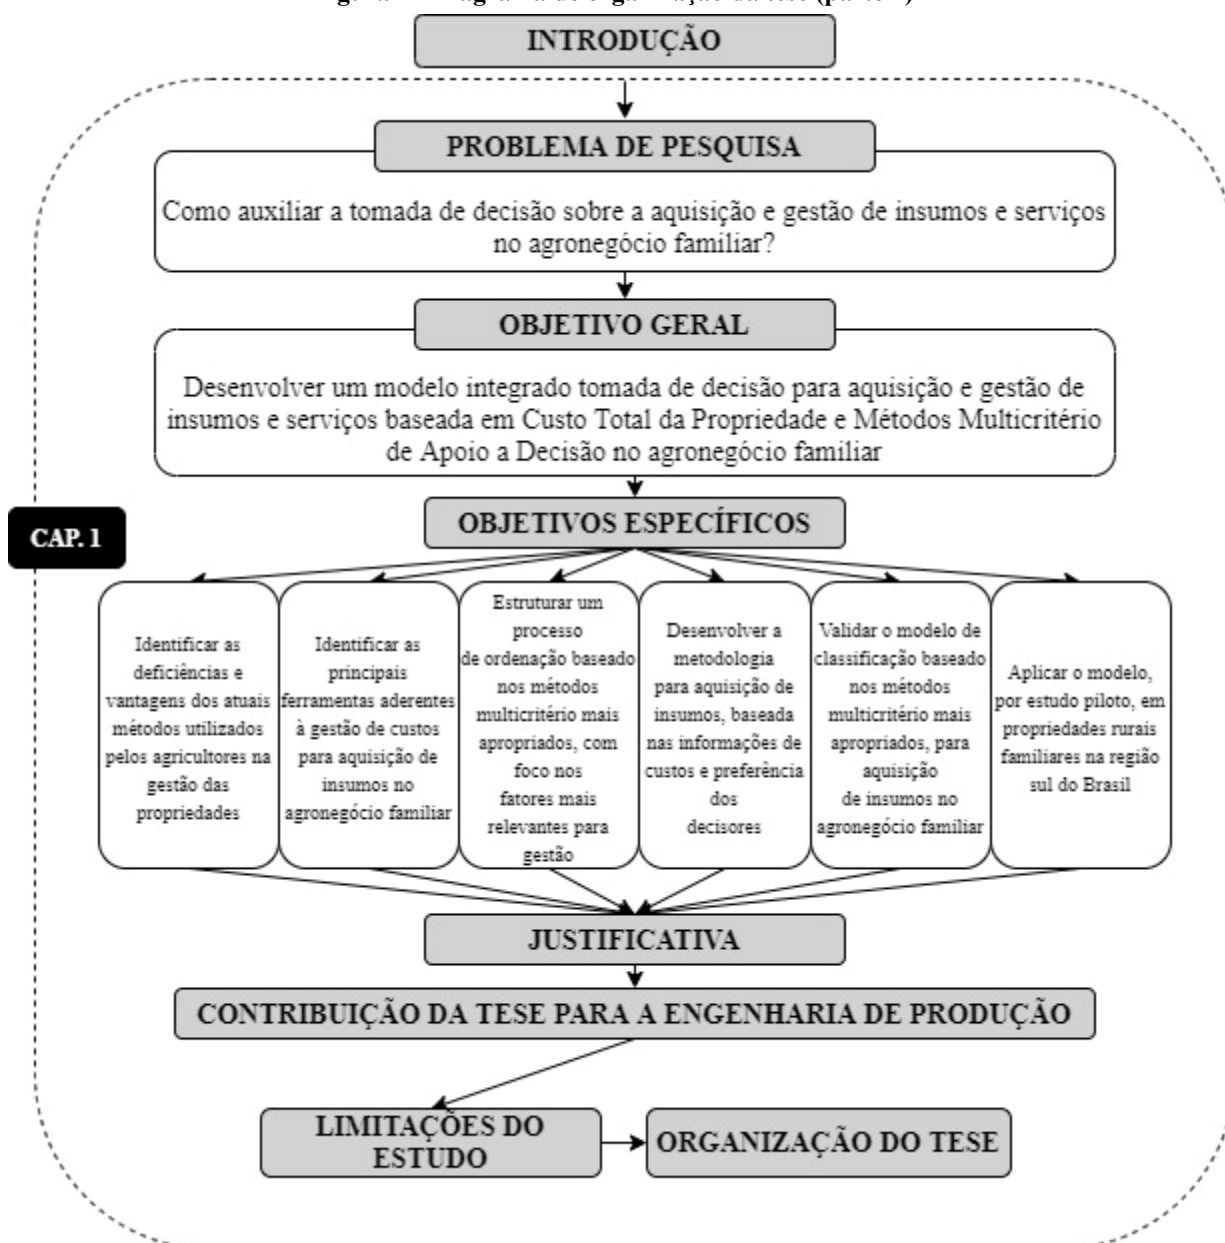 INTRODUÇÃO
PROBLEMA DE PESQUISA
Como auxiliar a tomada de decisão sobre a aquisição e gestão de insumos e serviços
no agronegócio familiar?
OBJETIVO GERAL
Desenvolver um modelo integrado tomada de decisão para aquisição e gestão de
insumos e serviços baseada em Custo Total da Propriedade e Métodos Multicritério
de Apoio a Decisão no agronegócio familiar
OBJETIVOS ESPECÍFICOS
CAP. 1
Identificar as
deficiências e
vantagens dos atuais
métodos utilizados
pelos agricultores na
gestão das
propriedades
Identificar as
principais
ferramentas aderentes
à gestão de custos
para aquisição de
insumos no
agronegócio familiar
Estruturar um
processo
de ordenação baseado
nos métodos
multicritério mais
apropriados, com
foco nos
fatores mais
relevantes para
gestão
Desenvolver a
metodologia
para aquisição de
insumos, baseada
nas informações de
custos e preferência
dos
decisores
Validar o modelo de
classificação baseado
nos métodos
multicritério mais
apropriados, para
aquisição
de insumos no
agronegócio familiar
Aplicar o modelo,
por estudo piloto, em
propriedades rurais
familiares na região
sul do Brasil
JUSTIFICATIVA
CONTRIBUIÇÃO DA TESE PARA A ENGENHARIA DE PRODUÇÃO
LIMITAÇÕES DO
ESTUDO
ORGANIZAÇÃO DO TESE